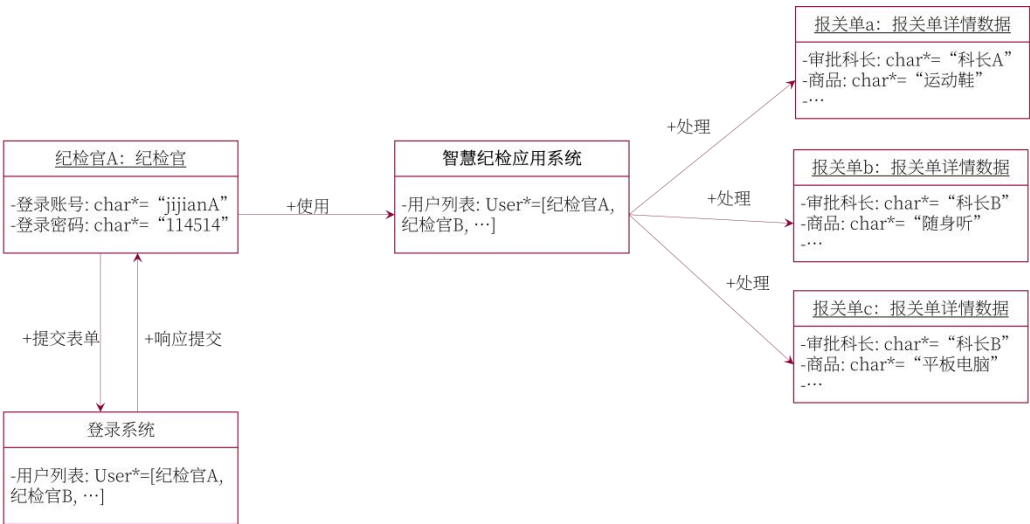 报关单a：报关单详情数据
-审批科长: char*=“科长A”
-商品: char*=“运动鞋”
-…
+处理
纪检官A：纪检官
-登录账号: char*=“jijianA”
-登录密码: char*=“114514”
+使用
智慧纪检应用系统
-用户列表: User*=[纪检官A,
纪检官B, …]
+处理
报关单b：报关单详情数据
-审批科长: char*=“科长B”
-商品: char*=“随身听”
-…
+处理
报关单c：报关单详情数据
-审批科长: char*=“科长B”
-商品: char*=“平板电脑”
-…
+提交表单
+响应提交
登录系统
-用户列表: User*=[纪检官A,
纪检官B, …]